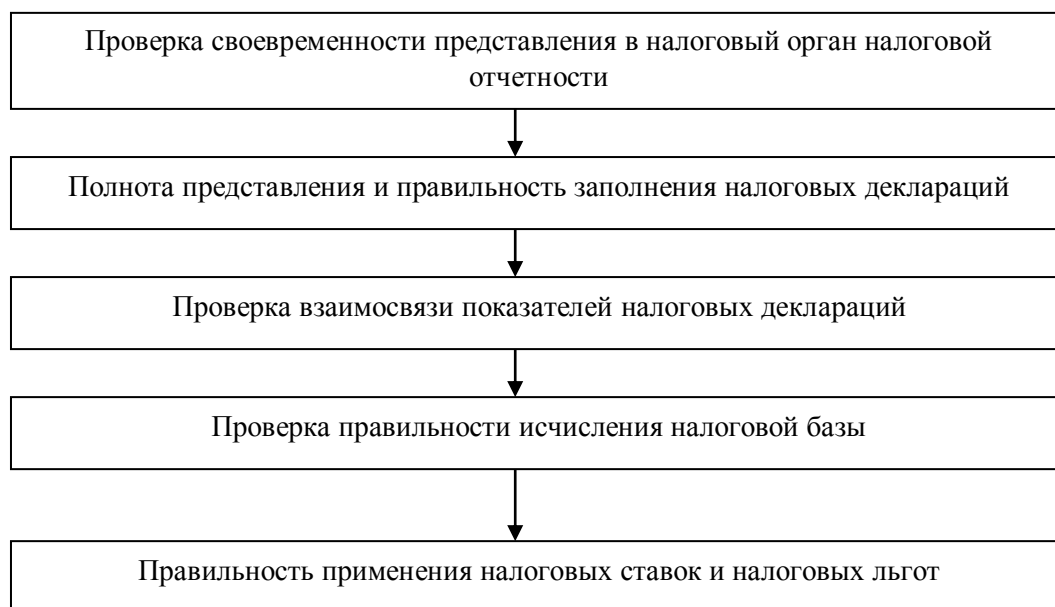 Проверка своевременности представления в налоговый орган налоговой
отчетности
Полнота представления и правильность заполнения налоговых деклараций
Проверка взаимосвязи показателей налоговых деклараций
Проверка правильности исчисления налоговой базы
Правильность применения налоговых ставок и налоговых льгот